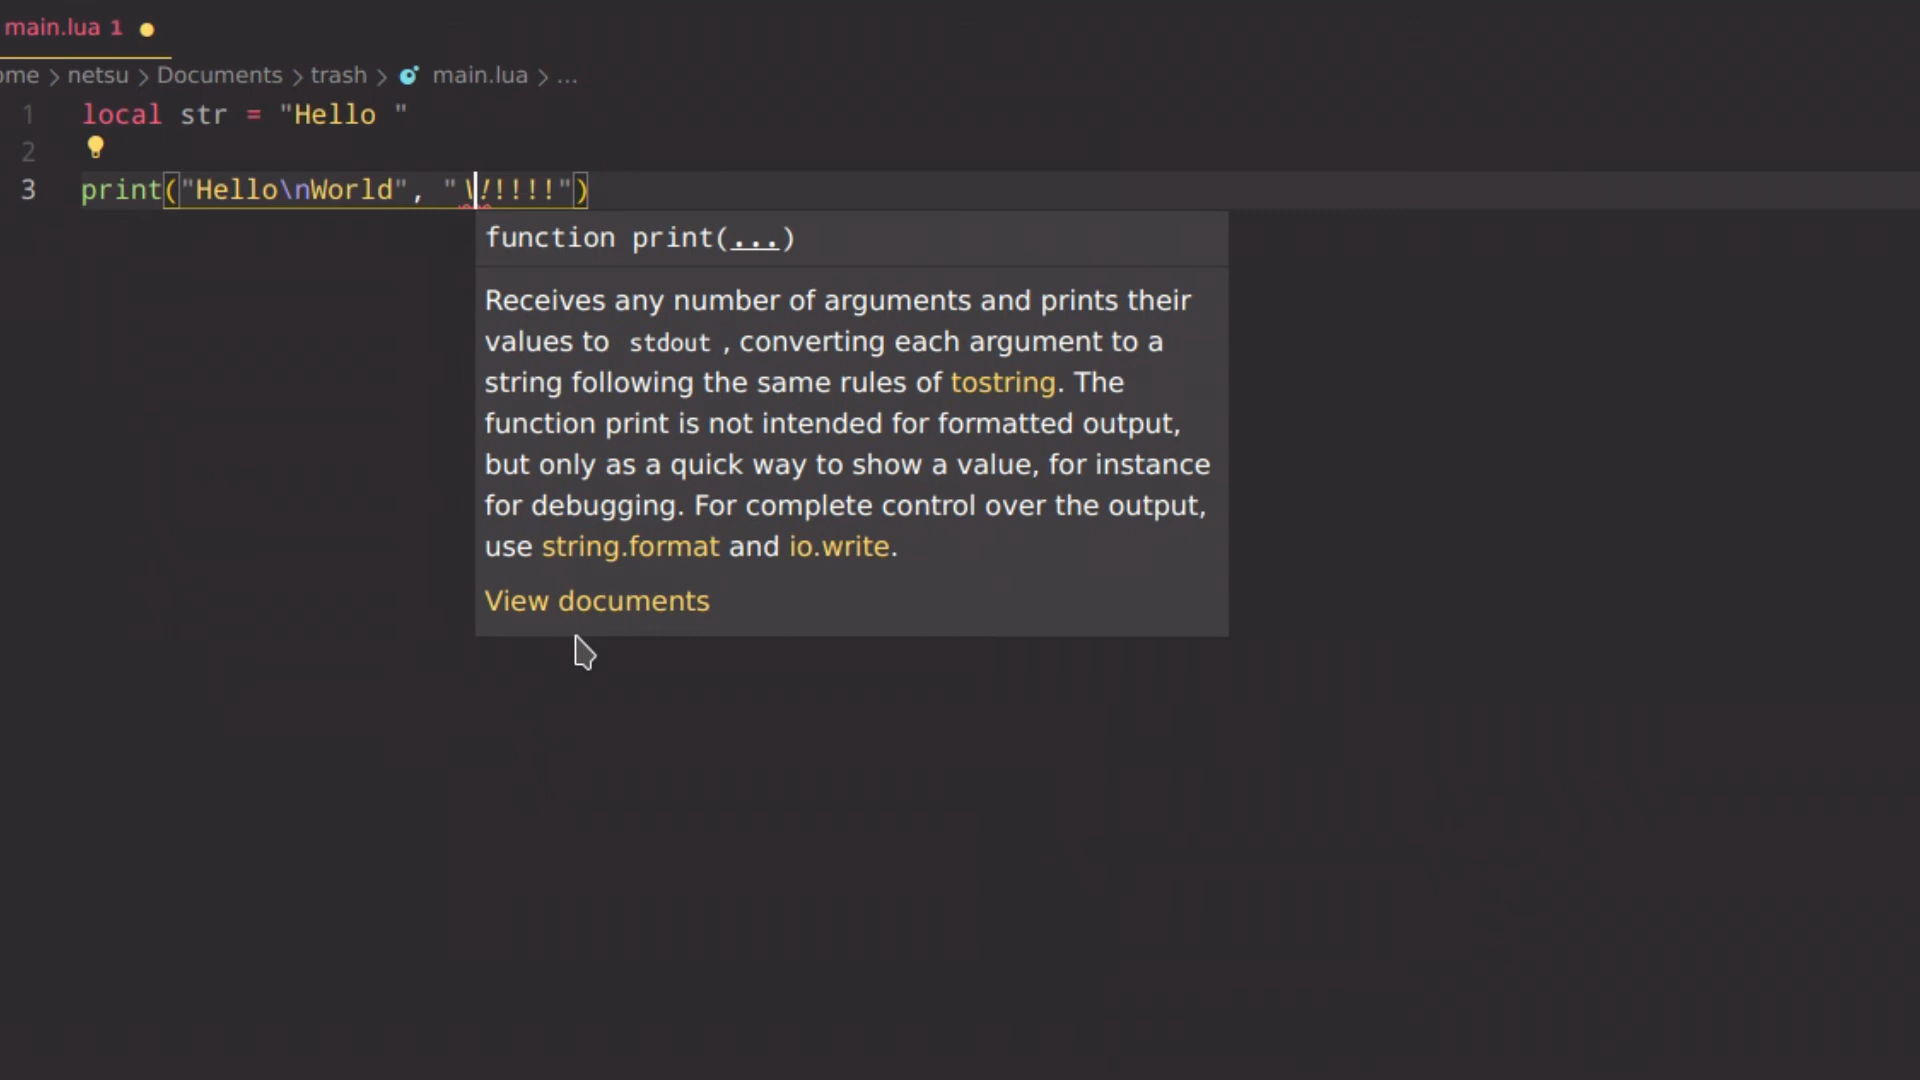 main.lua 1
ome > netsu > Documents > trash > main.lua > ...
1 local str = "Hello "
2
3 print("Hello\nWorld", "\!!!!!")
function print(...)
Receives any number of arguments and prints their
values to stdout , converting each argument to a
string following the same rules of tostring. The
function print is not intended for formatted output,
but only as a quick way to show a value, for instance
for debugging. For complete control over the output,
use string.format and io.write.
View documents